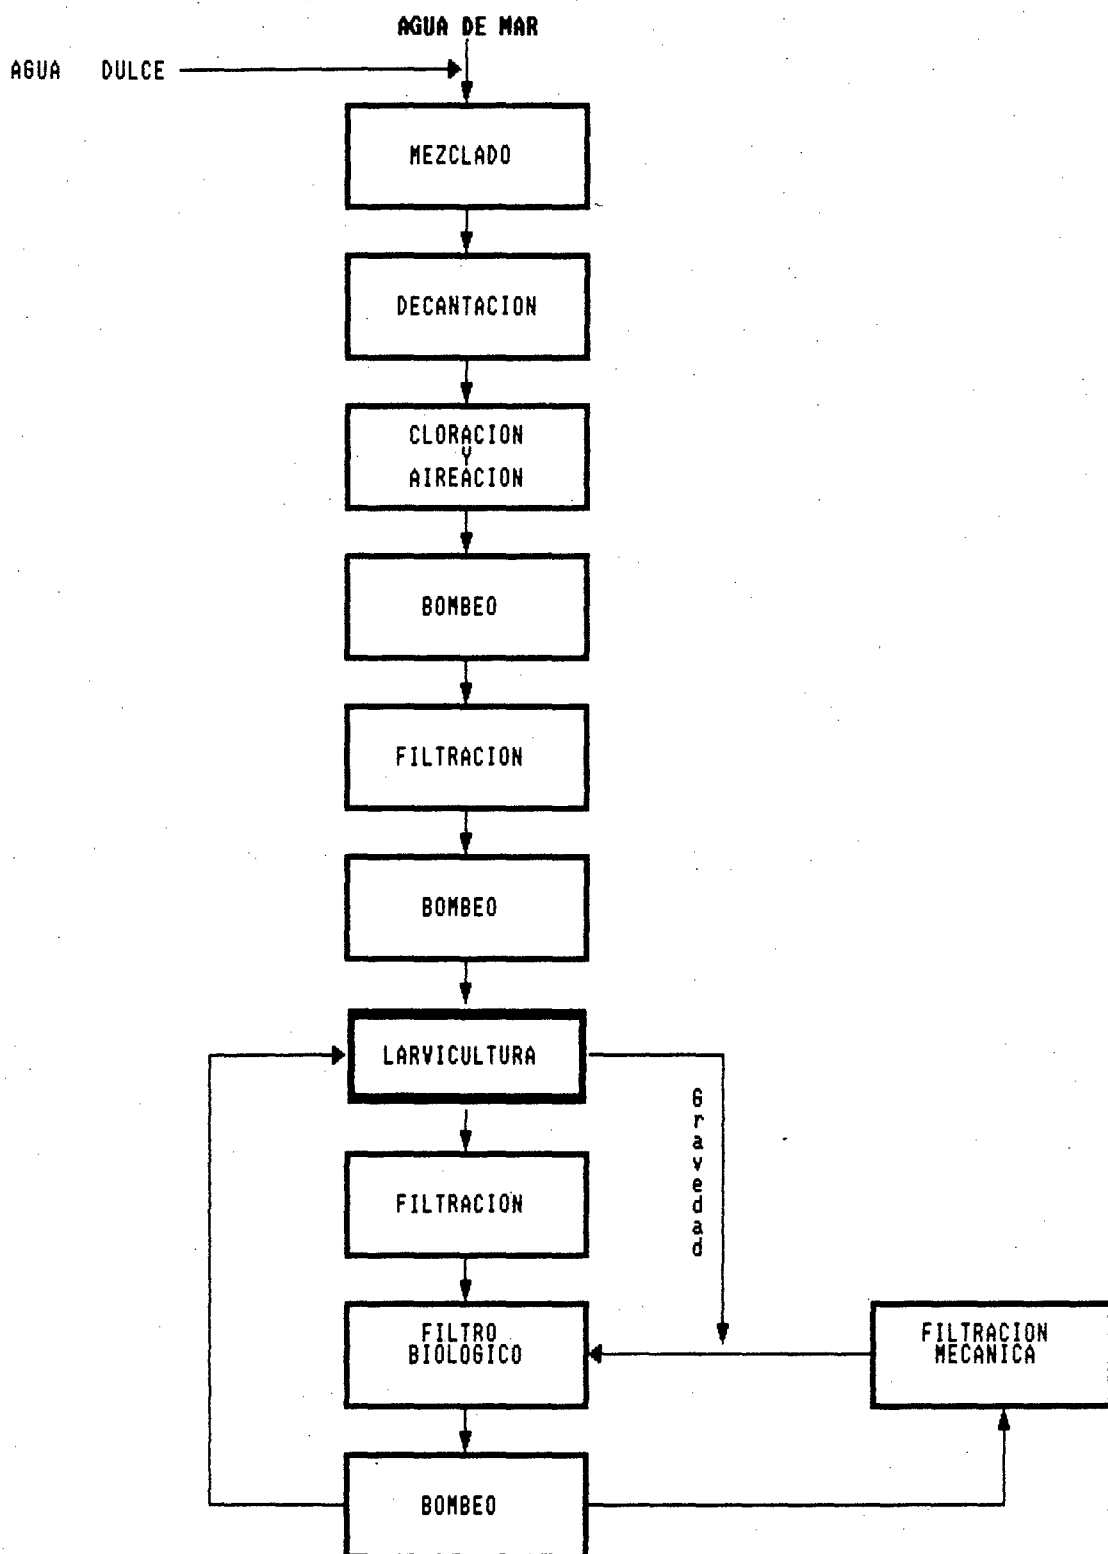 AGUA DE MAR
AGUA DULCE
MEZCLADO
DECANTACION
CLORACION
Y
AIREACION
BOMBEO
FILTRACION
BOMBEO
LARVICULTURA
Gravedad
FILTRACION
FILTRO
BIOLOGICO
FILTRACION
MECANICA
BOMBEO